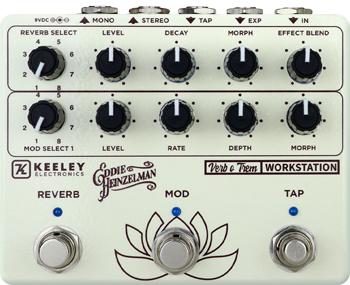 9VDC MONO STEREO TAP EXP IN
REVERB SELECT LEVEL DECAY MORPH EFFECT BLEND
4 5
3 6
2 7
1 8
4 5
3 6
2 7
1 8
MOD SELECT 1 LEVEL RATE DEPTH MORPH
KEELEY
ELECTRONICS
EDDIE
HEINZELMAN
Verb & Trem WORKSTATION
REVERB MOD TAP